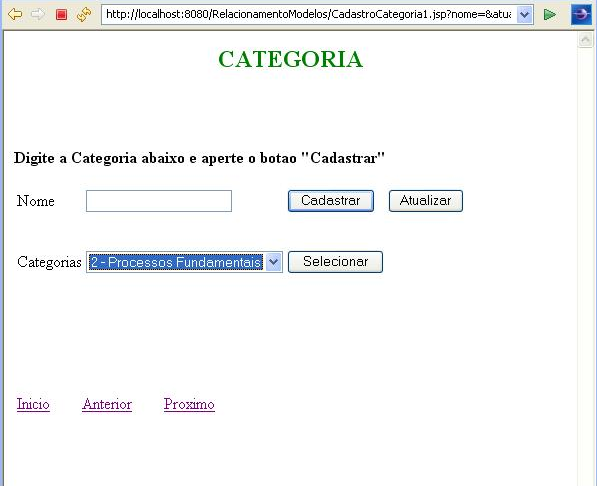 http://localhost:8080/RelacionamentoModelos/CadastroCategoria1.jsp?nome=&atua
CATEGORIA
Digite a Categoria abaixo e aperte o botao "Cadastrar"
Nome Cadastrar Atualizar
Categorias 2 - Processos Fundamentais Selecionar
Inicio Anterior Proximo